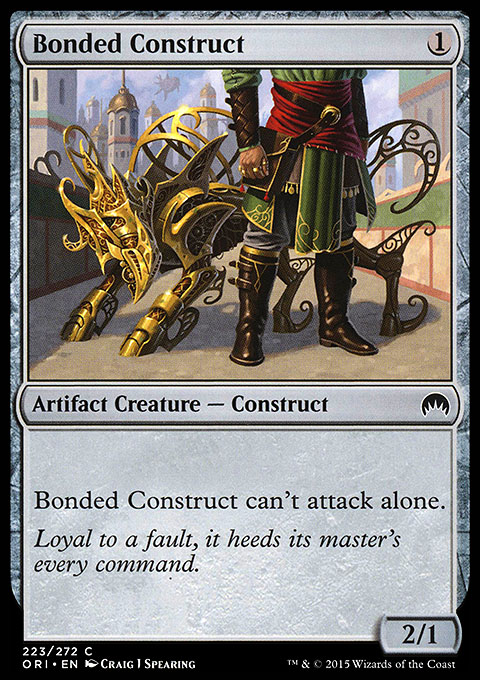 Bonded Construct 1
Artifact Creature — Construct
Bonded Construct can't attack alone.
Loyal to a fault, it heeds its master's
every command.
2/1
223/272 C
ORI • EN Craig J Spearing
™ & © 2015 Wizards of the Coast